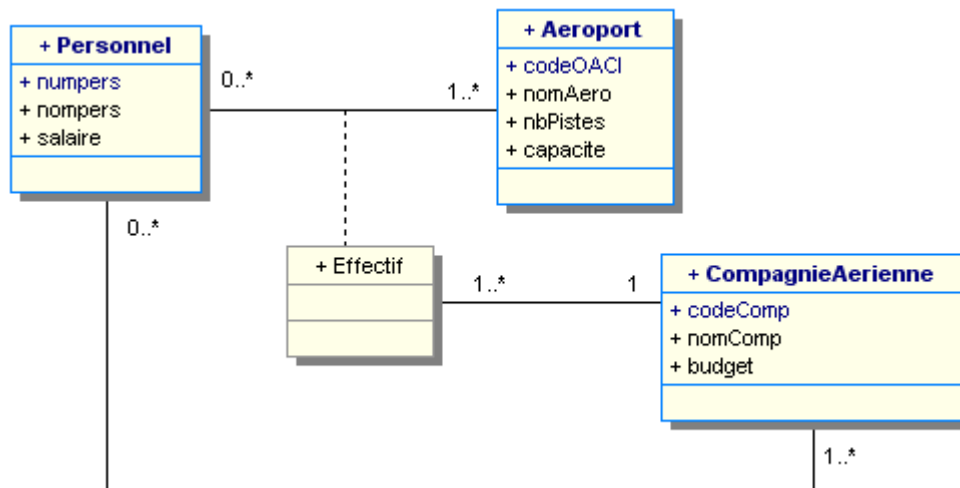 + Personnel
+ numpers
+ nompers
+ salaire
0..*
1..*
+ Aeroport
+ codeOACI
+ nomAero
+ nbPistes
+ capacite
0..*
+ Effectif
1..*
1
+ CompagnieAerienne
+ codeComp
+ nomComp
+ budget
1..*